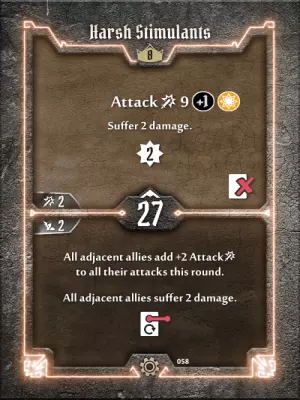 Harsh Stimulants
8
Attack 9 +1
Suffer 2 damage.
2
2
27
2
All adjacent allies add +2 Attack
to all their attacks this round.
All adjacent allies suffer 2 damage.
058